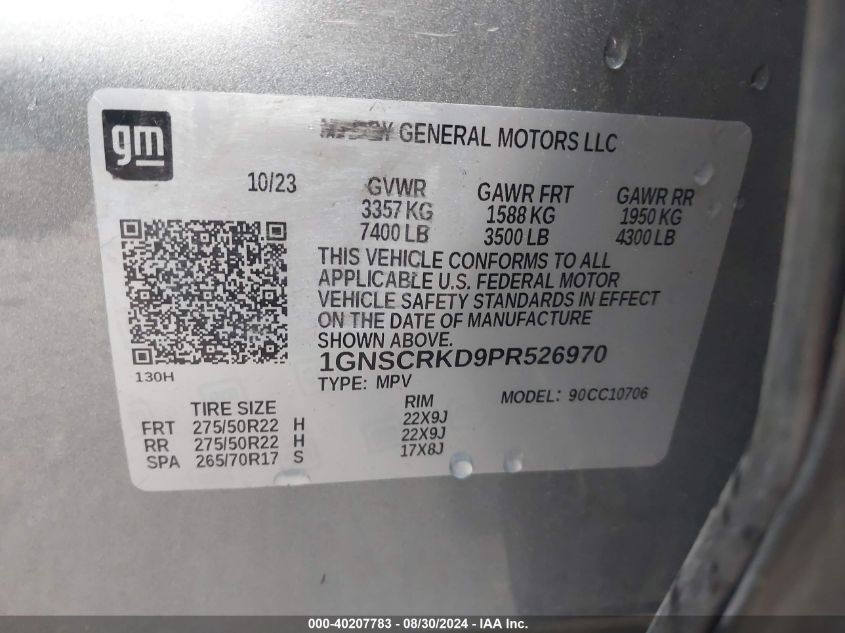 gm
GENERAL MOTORS LLC
10/23
GVWR GAWR FRT GAWR RR
3357 KG 1588 KG 1950 KG
7400 LB 3500 LB 4300 LB
THIS VEHICLE CONFORMS TO ALL
APPLICABLE U.S. FEDERAL MOTOR
VEHICLE SAFETY STANDARDS IN EFFECT
ON THE DATE OF MANUFACTURE
SHOWN ABOVE.
1GNSCRKD9PR526970
130H
TYPE: MPV MODEL: 90CC10706
TIRE SIZE RIM
FRT 275/50R22 H 22X9J
RR 275/50R22 H 22X9J
SPA 265/70R17 S 17X8J
000-40207783 - 08/30/2024 - IAA Inc.